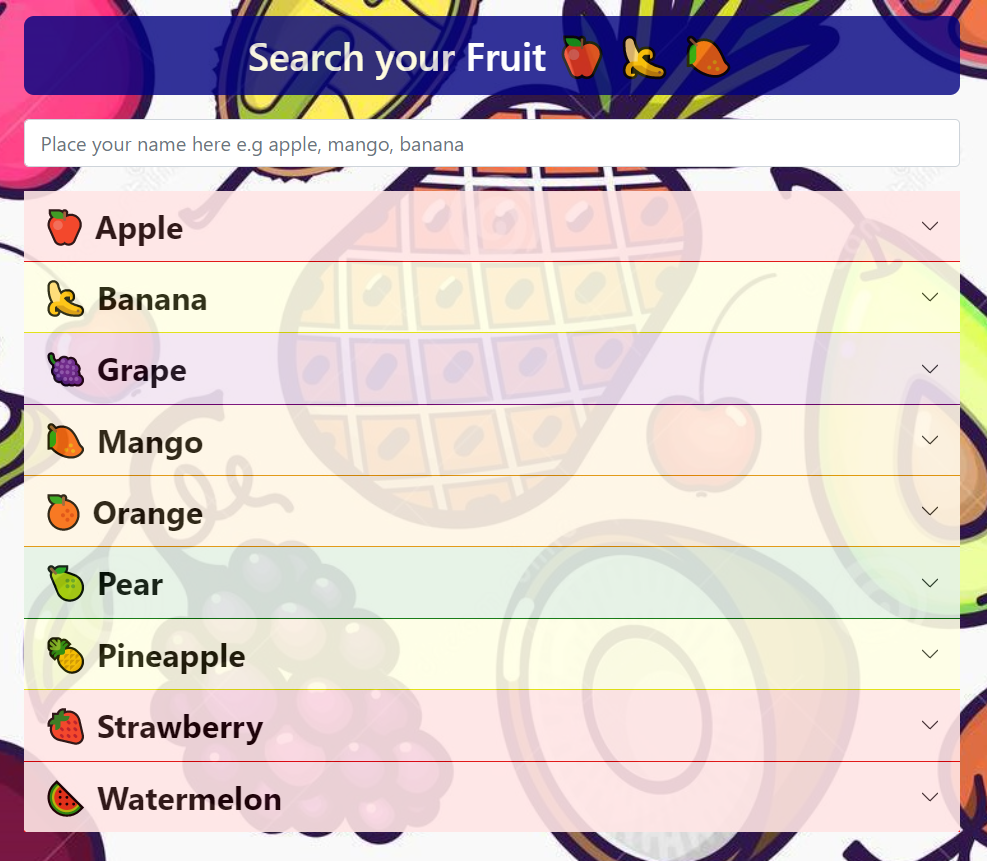 Search your Fruit 🍎 🍌 🥭
Place your name here e.g apple, mango, banana
🍎 Apple
🍌 Banana
🍇 Grape
🥭 Mango
🍊 Orange
🍐 Pear
🍍 Pineapple
🍓 Strawberry
🍉 Watermelon